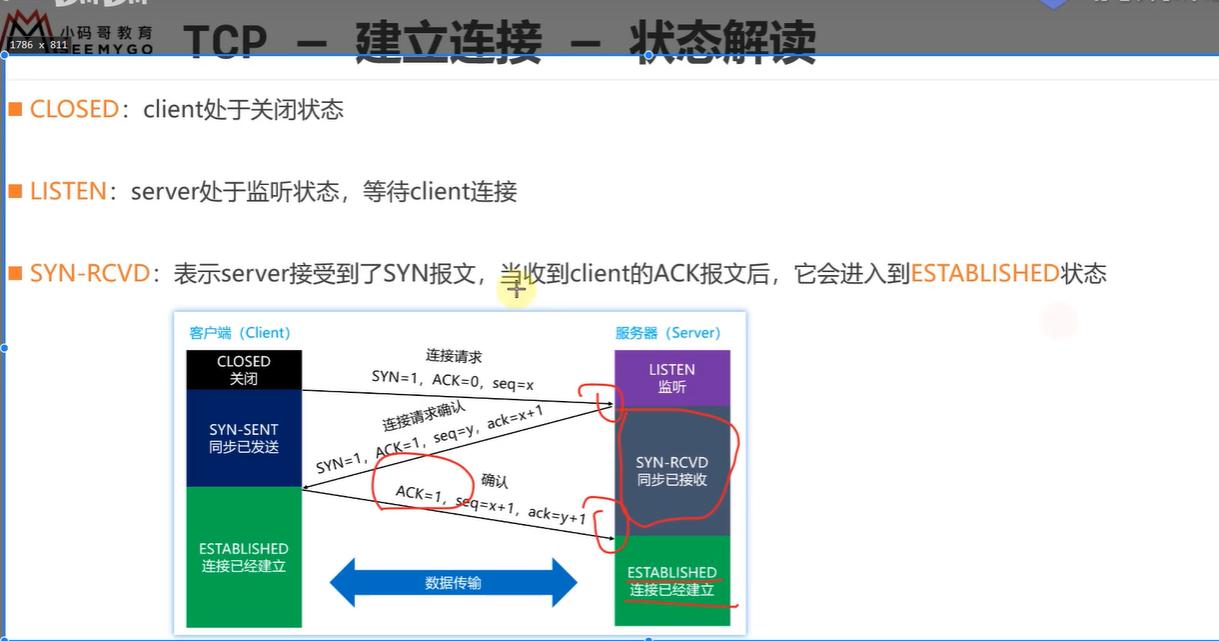 小码哥教育
1786 x 811
SEEMYGO
TCP – 建立连接 – 状态解读
CLOSED：client处于关闭状态
LISTEN：server处于监听状态，等待client连接
SYN-RCVD：表示server接受到了SYN报文，当收到client的ACK报文后，它会进入到ESTABLISHED状态
客户端（Client）
服务器（Server）
CLOSED
关闭
连接请求
SYN=1，ACK=0，seq=x
LISTEN
监听
连接请求确认
SYN=1，ACK=1，seq=y，ack=x+1
SYN-SENT
同步已发送
SYN-RCVD
同步已接收
确认
ACK=1，seq=x+1，ack=y+1
ESTABLISHED
连接已经建立
数据传输
ESTABLISHED
连接已经建立